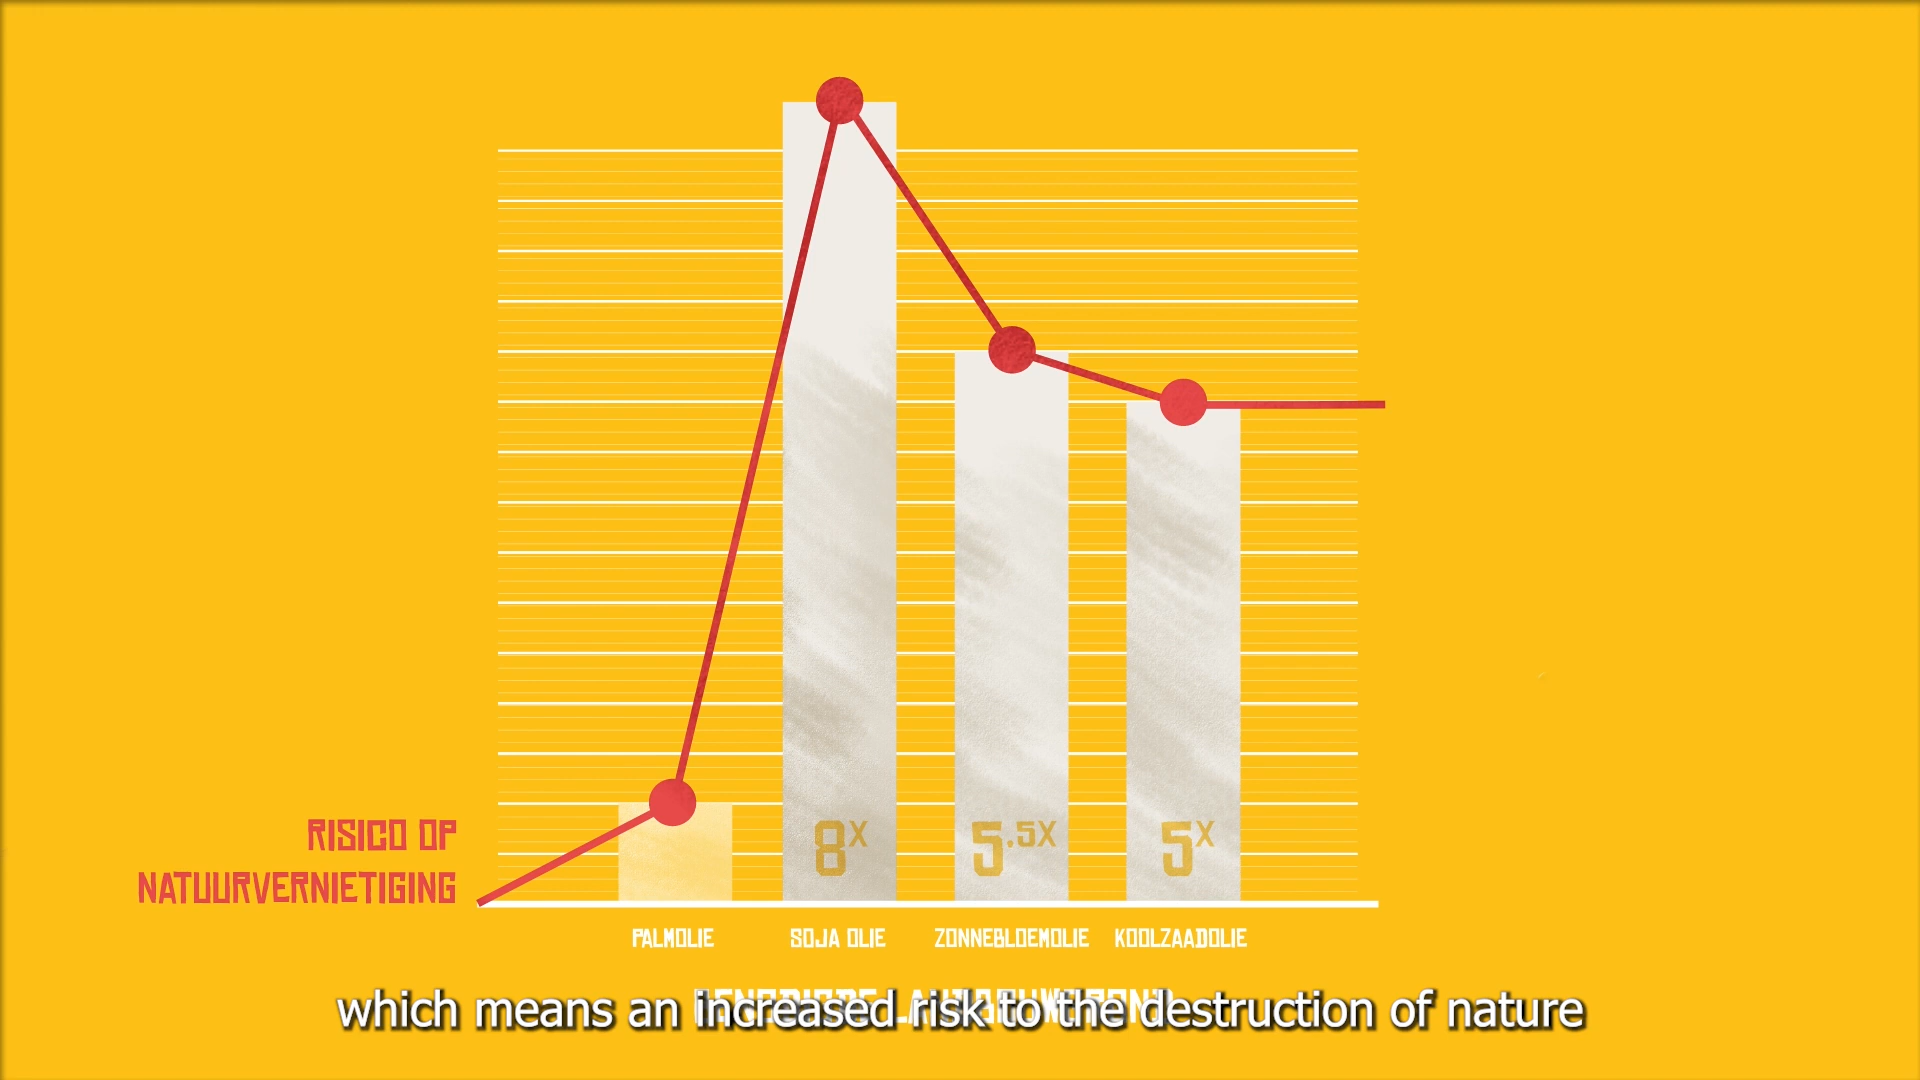 8X
5.5X
5X
RISICO OP
NATUURVERNIETIGING
PALMOLIE
SOJA OLIE
ZONNEBLOEMOLIE
KOOLZAADOLIE
which means an increased risk to the destruction of nature